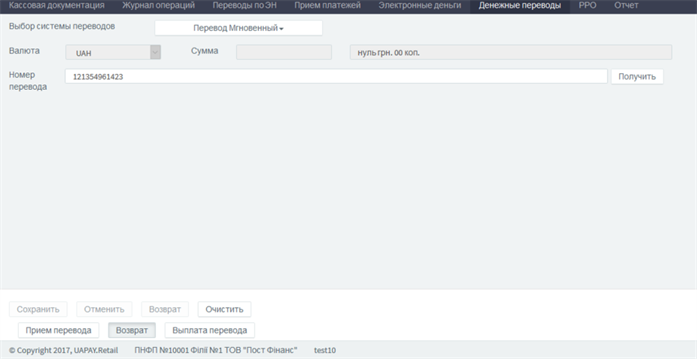 Кассовая документация Журнал операций Переводы по ЭН Прием платежей Электронные деньги Денежные переводы РРО Отчет
Выбор системы переводов Перевод Мгновенный
Валюта UAH Сумма нуль грн. 00 коп.
Номер перевода 121354961423 Получить
Сохранить Отменить Возврат Очистить
Прием перевода Возврат Выплата перевода
© Copyright 2017, UAPAY.Retail ПНФП №10001 Філії №1 ТОВ "Пост Фінанс" test10